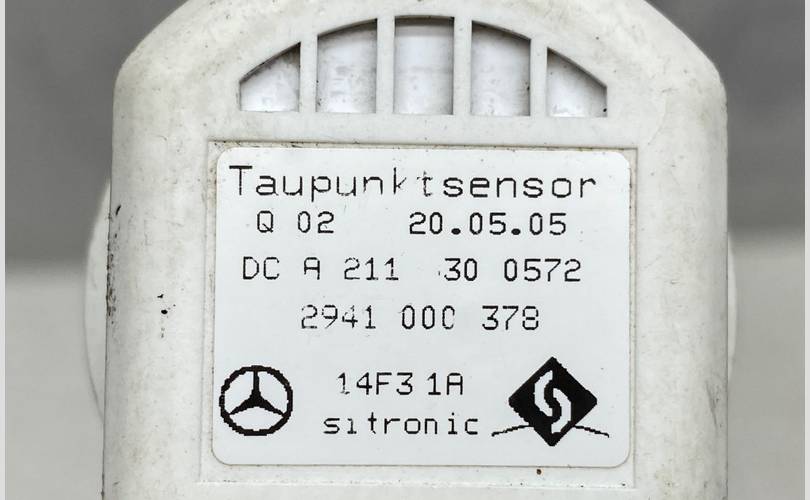 Taupunktsensor
Q 02 20.05.05
DC A 211 30 0572
2941 000 378
14F3 1A
sitronic